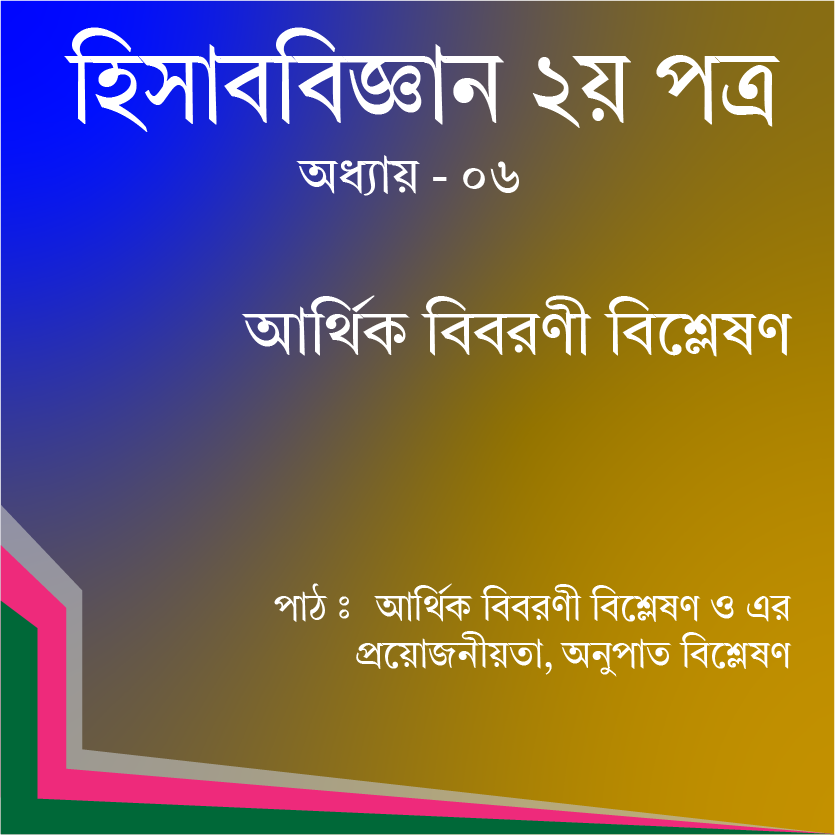 হিসাববিজ্ঞান ২য় পত্র
অধ্যায় - ০৬
আর্থিক বিবরণী বিশ্লেষণ
পাঠ ঃ আর্থিক বিবরণী বিশ্লেষণ ও এর
প্রয়োজনীয়তা, অনুপাত বিশ্লেষণ